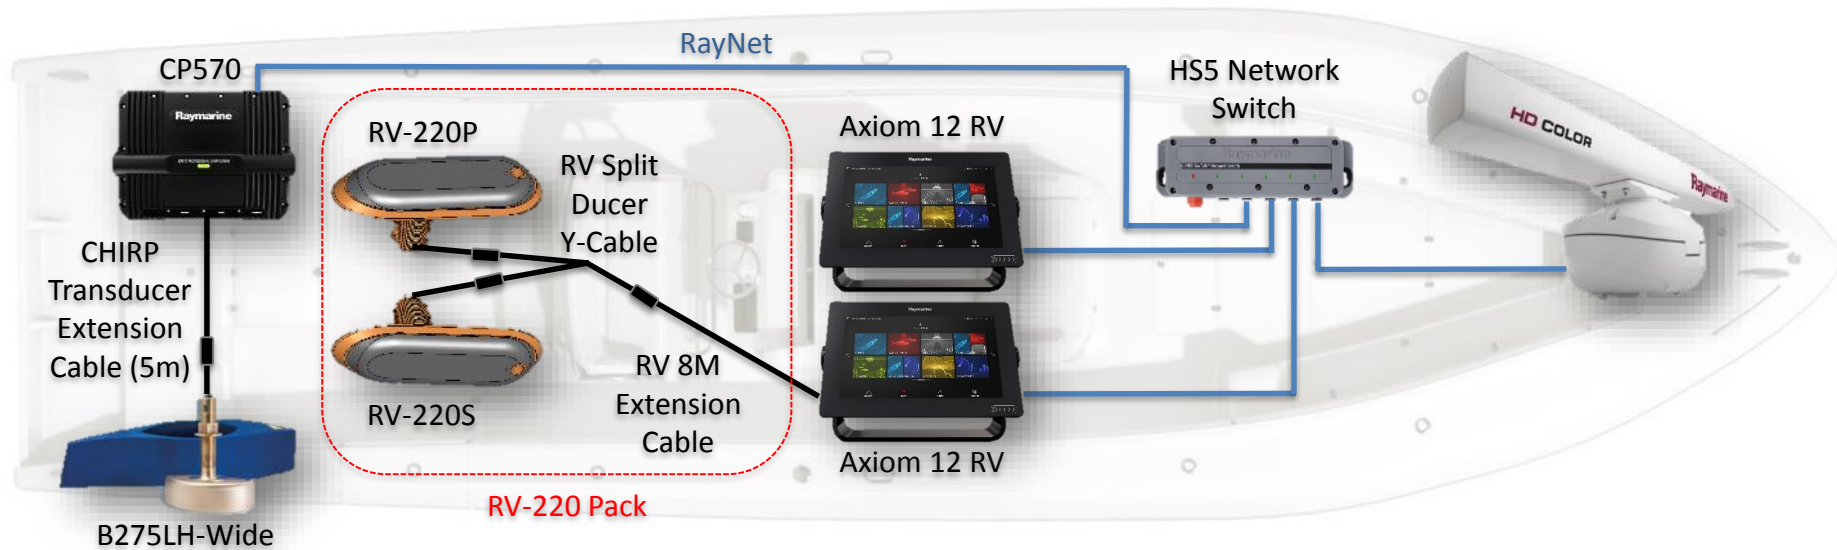 RayNet
CP570
HS5 Network
Switch
Raymarine
RV-220P
Axiom 12 RV
HD COLOR
Raymarine
Raymarine
RV Split
Ducer
Y-Cable
CHIRP
Transducer
Extension
Cable (5m)
RV-220S
RV 8M
Extension
Cable
Axiom 12 RV
RV-220 Pack
B275LH-Wide